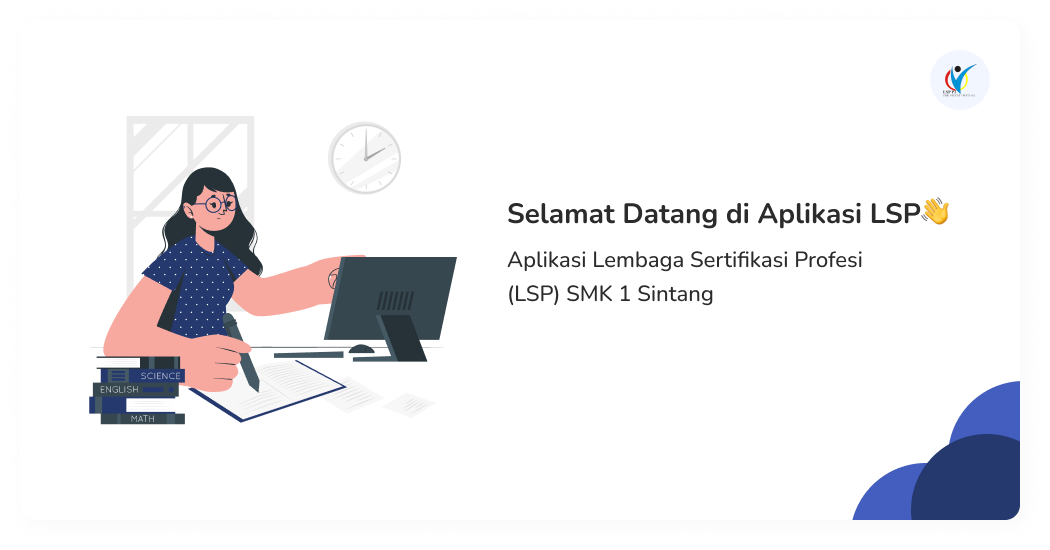 Selamat Datang di Aplikasi LSP👋
Aplikasi Lembaga Sertifikasi Profesi
(LSP) SMK 1 Sintang
SCIENCE
ENGLISH
MATH